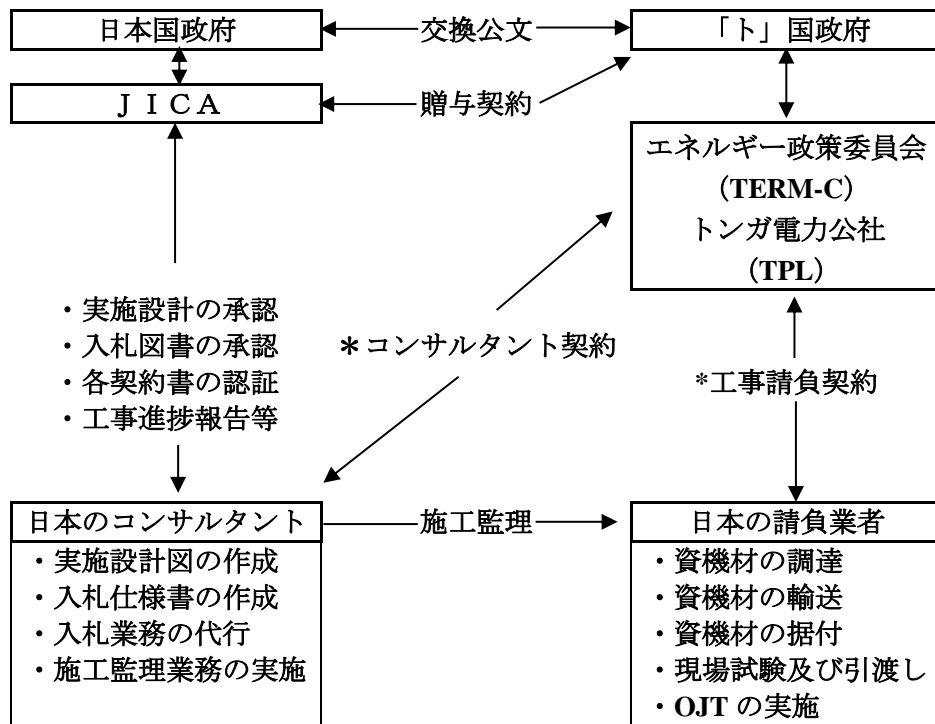 日本国政府
交換公文
「ト」国政府
ＪＩＣＡ
贈与契約
エネルギー政策委員会
（TERM-C）
トンガ電力公社
（TPL）
・実施設計の承認
・入札図書の承認
・各契約書の認証
・工事進捗報告等
＊コンサルタント契約
*工事請負契約
日本のコンサルタント
施工監理
日本の請負業者
・実施設計図の作成
・入札仕様書の作成
・入札業務の代行
・施工監理業務の実施
・資機材の調達
・資機材の輸送
・資機材の据付
・現場試験及び引渡し
・OJT の実施